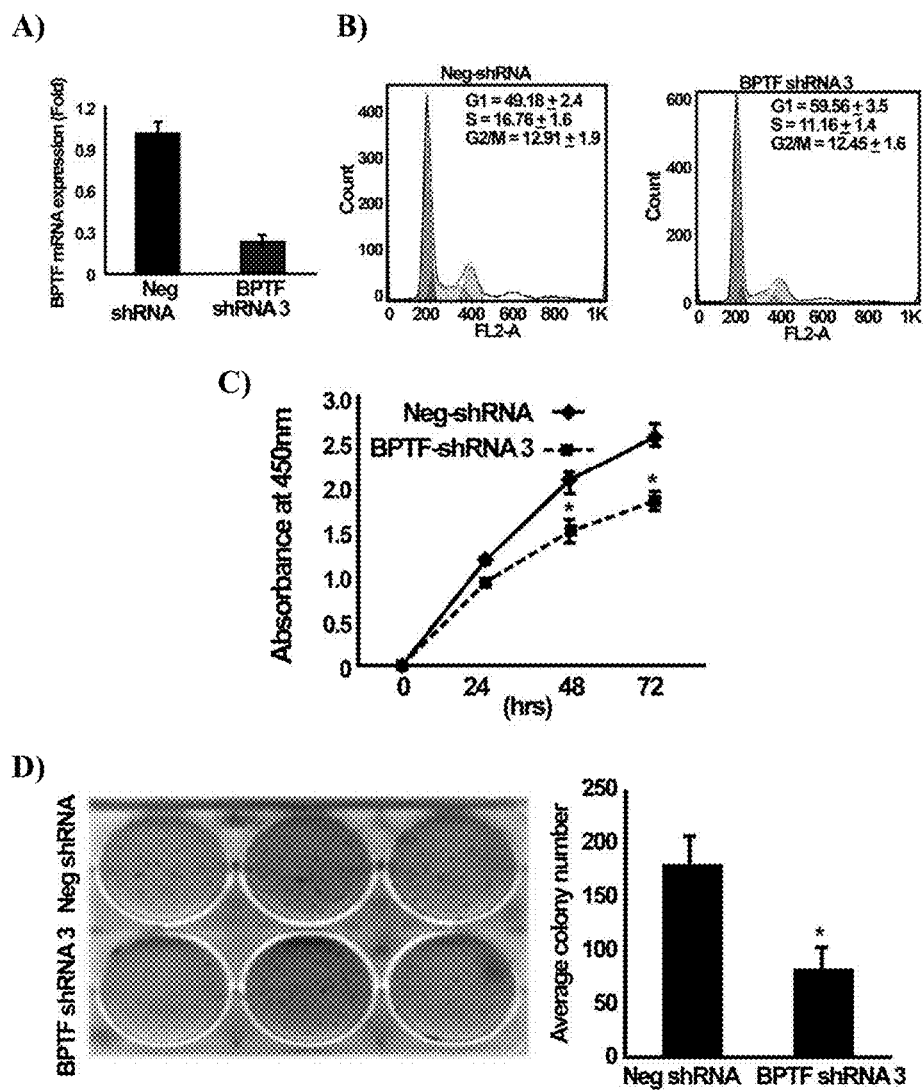 A)
BPTF mRNA expression (Fold)
1.2
0.9
0.6
0.3
0
Neg
shRNA
BPTF
shRNA 3
B)
Neg-shRNA
G1 = 49.18 ± 2.4
S = 16.76 ± 1.6
G2/M = 12.91 ± 1.9
Count
400
300
200
100
0
0 200 400 600 800 1K
FL2-A
BPTF shRNA 3
G1 = 59.56 ± 3.5
S = 11.16 ± 1.4
G2/M = 12.45 ± 1.6
Count
600
400
200
0
0 200 400 600 800 1K
FL2-A
C)
Absorbance at 450nm
3.0
2.5
2.0
1.5
1.0
0.5
0
Neg-shRNA
BPTF-shRNA 3
*
*
0 24 48 72
(hrs)
D)
Neg shRNA
BPTF shRNA 3
Average colony number
250
200
150
100
50
0
*
Neg shRNA BPTF shRNA 3